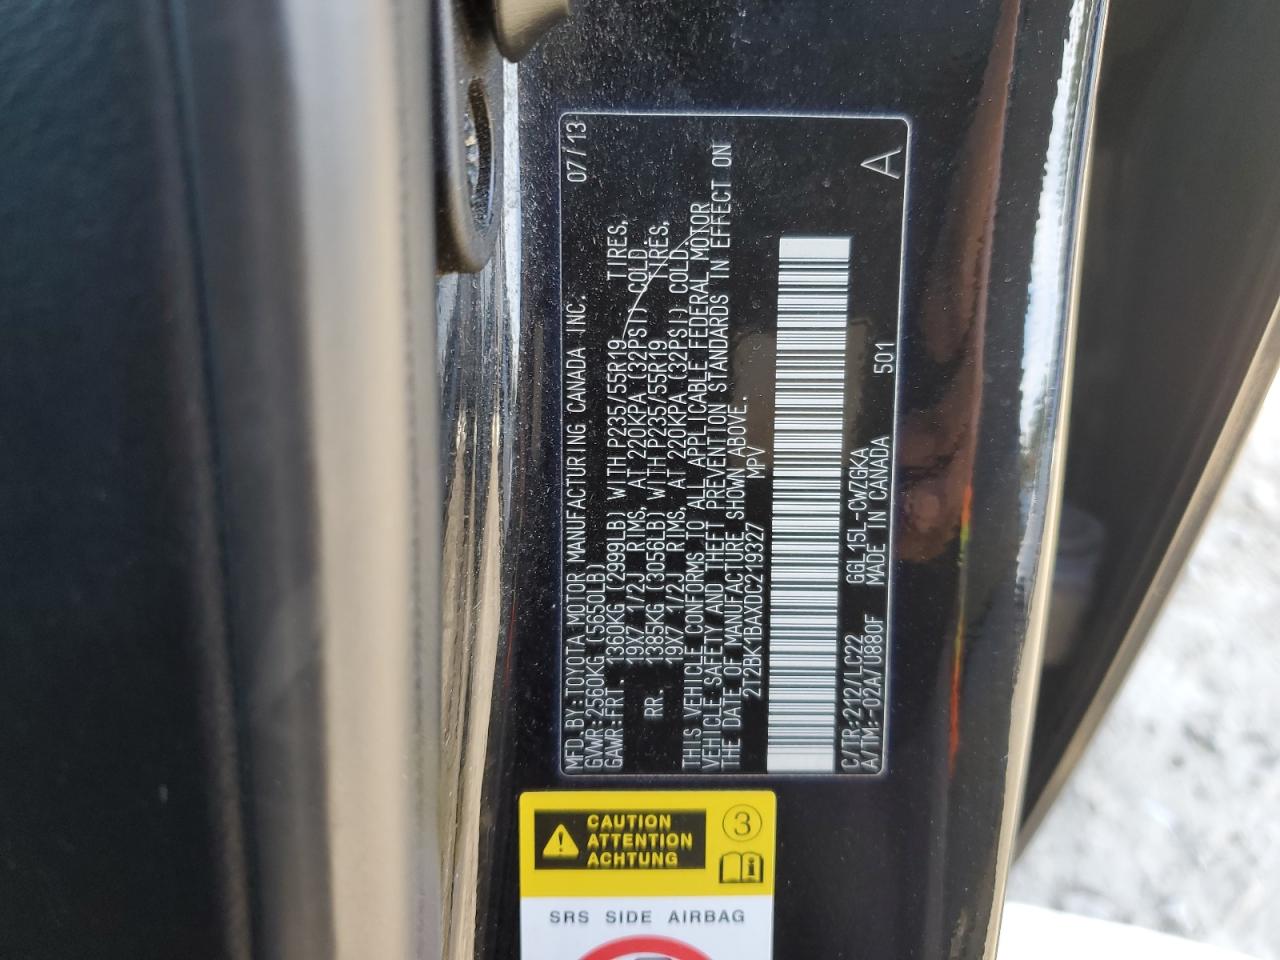 MFD.BY:TOYOTA MOTOR MANUFACTURING CANADA INC. 07/13
GVWR:2560KG (5650LB)
GAWR:FRT. 1360KG (2999LB) WITH P235/55R19 TIRES,
19X7 1/2J RIMS, AT 220KPA (32PSI) COLD.
RR. 1385KG (3056LB) WITH P235/55R19 TIRES,
19X7 1/2J RIMS, AT 220KPA (32PSI) COLD.
THIS VEHICLE CONFORMS TO ALL APPLICABLE FEDERAL MOTOR
VEHICLE SAFETY AND THEFT PREVENTION STANDARDS IN EFFECT ON
THE DATE OF MANUFACTURE SHOWN ABOVE.
2T2BK1BAXDC219327 MPV
C/TR:212/LC22 GGL15L-CWZGKA
A/TM:-02A/U880F MADE IN CANADA 501
A
CAUTION
ATTENTION
ACHTUNG
3
SRS SIDE AIRBAG